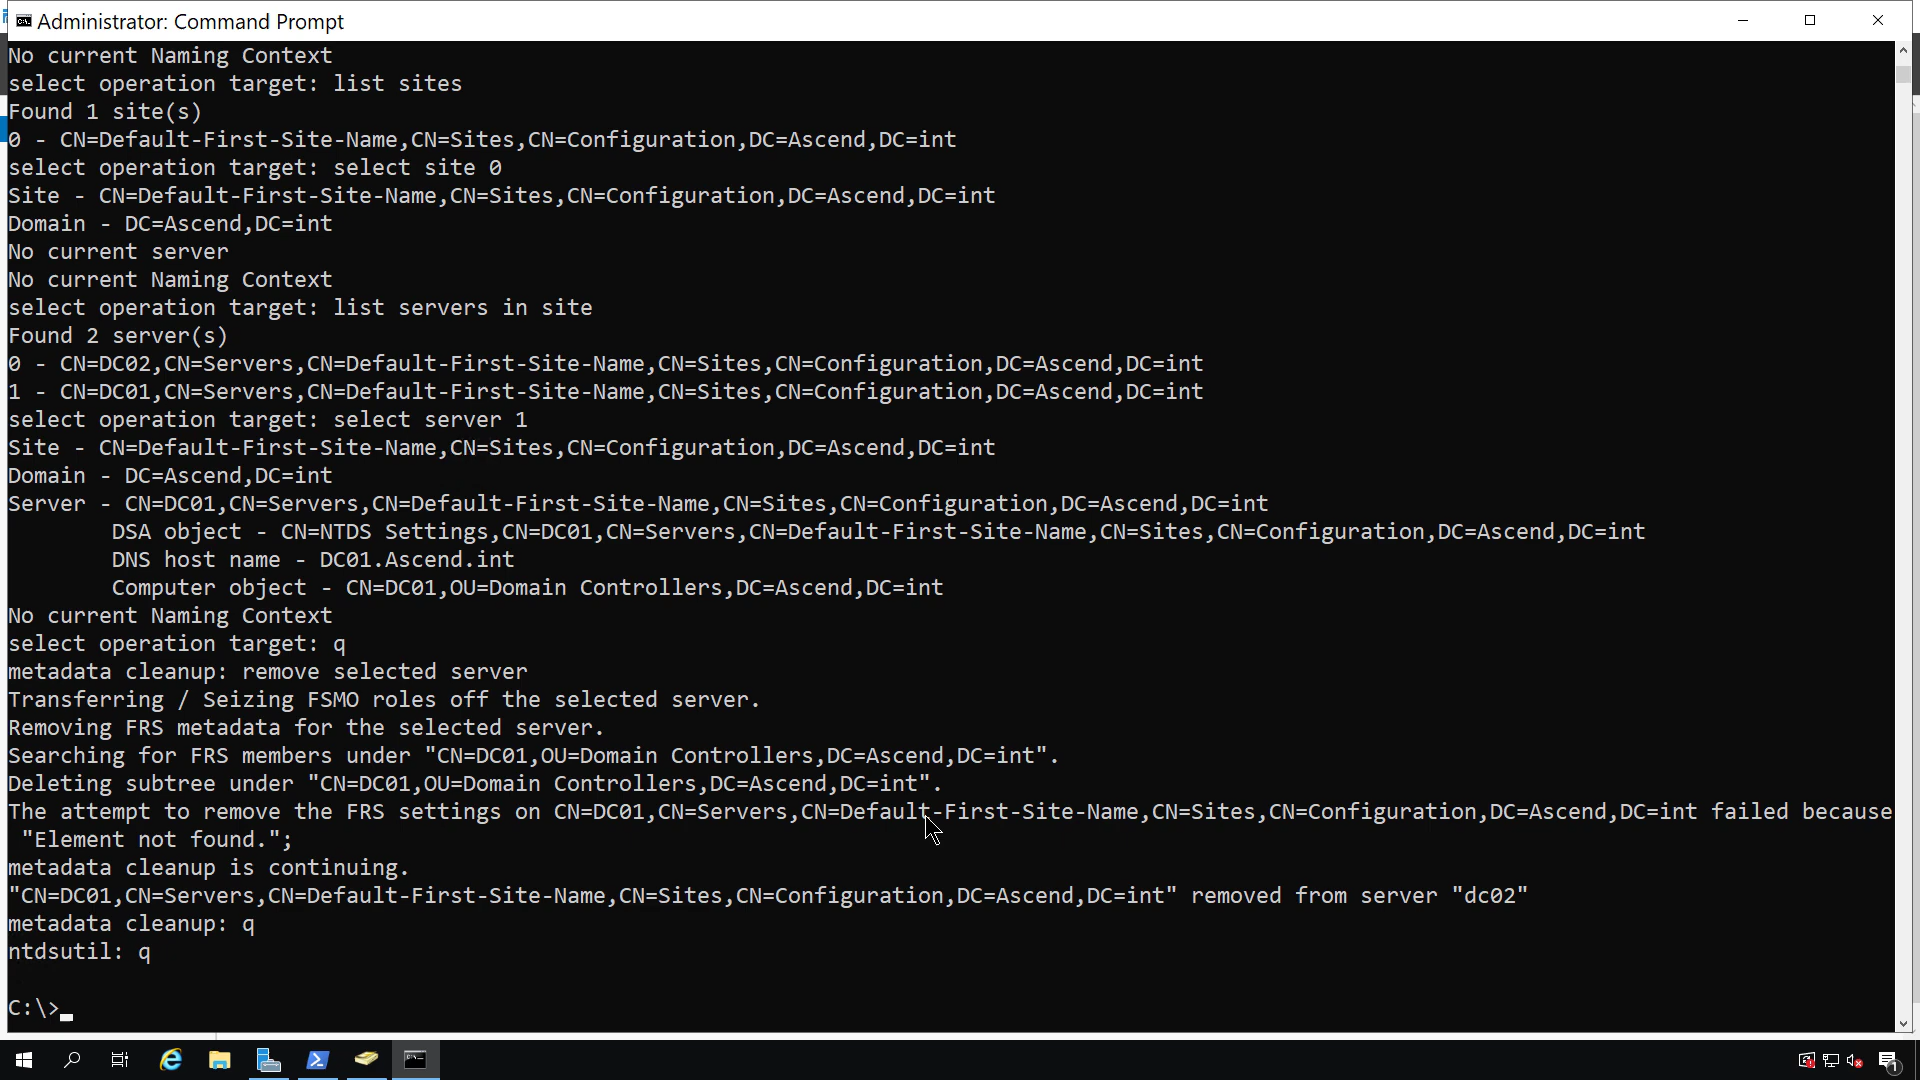 Administrator: Command Prompt
No current Naming Context
select operation target: list sites
Found 1 site(s)
0 - CN=Default-First-Site-Name,CN=Sites,CN=Configuration,DC=Ascend,DC=int
select operation target: select site 0
Site - CN=Default-First-Site-Name,CN=Sites,CN=Configuration,DC=Ascend,DC=int
Domain - DC=Ascend,DC=int
No current server
No current Naming Context
select operation target: list servers in site
Found 2 server(s)
0 - CN=DC02,CN=Servers,CN=Default-First-Site-Name,CN=Sites,CN=Configuration,DC=Ascend,DC=int
1 - CN=DC01,CN=Servers,CN=Default-First-Site-Name,CN=Sites,CN=Configuration,DC=Ascend,DC=int
select operation target: select server 1
Site - CN=Default-First-Site-Name,CN=Sites,CN=Configuration,DC=Ascend,DC=int
Domain - DC=Ascend,DC=int
Server - CN=DC01,CN=Servers,CN=Default-First-Site-Name,CN=Sites,CN=Configuration,DC=Ascend,DC=int
DSA object - CN=NTDS Settings,CN=DC01,CN=Servers,CN=Default-First-Site-Name,CN=Sites,CN=Configuration,DC=Ascend,DC=int
DNS host name - DC01.Ascend.int
Computer object - CN=DC01,OU=Domain Controllers,DC=Ascend,DC=int
No current Naming Context
select operation target: q
metadata cleanup: remove selected server
Transferring / Seizing FSMO roles off the selected server.
Removing FRS metadata for the selected server.
Searching for FRS members under "CN=DC01,OU=Domain Controllers,DC=Ascend,DC=int".
Deleting subtree under "CN=DC01,OU=Domain Controllers,DC=Ascend,DC=int".
The attempt to remove the FRS settings on CN=DC01,CN=Servers,CN=Default-First-Site-Name,CN=Sites,CN=Configuration,DC=Ascend,DC=int failed because
"Element not found.";
metadata cleanup is continuing.
"CN=DC01,CN=Servers,CN=Default-First-Site-Name,CN=Sites,CN=Configuration,DC=Ascend,DC=int" removed from server "dc02"
metadata cleanup: q
ntdsutil: q
C:\>
1